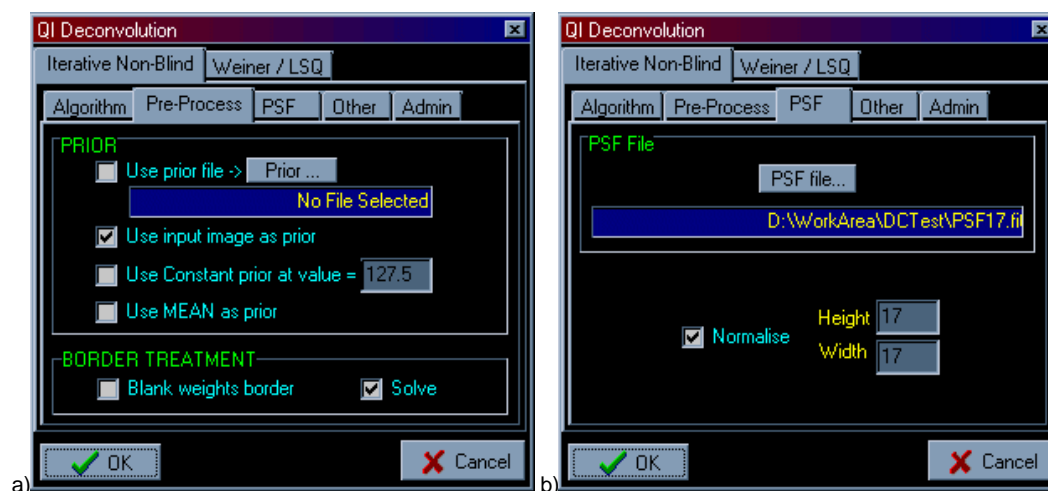 QI Deconvolution
Iterative Non-Blind Weiner / LSQ
Algorithm Pre-Process PSF Other Admin
PRIOR
Use prior file -> Prior ...
No File Selected
Use input image as prior
Use Constant prior at value = 127.5
Use MEAN as prior
BORDER TREATMENT
Blank weights border Solve
OK Cancel
a)
QI Deconvolution
Iterative Non-Blind Weiner / LSQ
Algorithm Pre-Process PSF Other Admin
PSF File
PSF file...
D:\WorkArea\DCTest\PSF17.fit
Height 17
Normalise
Width 17
OK Cancel
b)